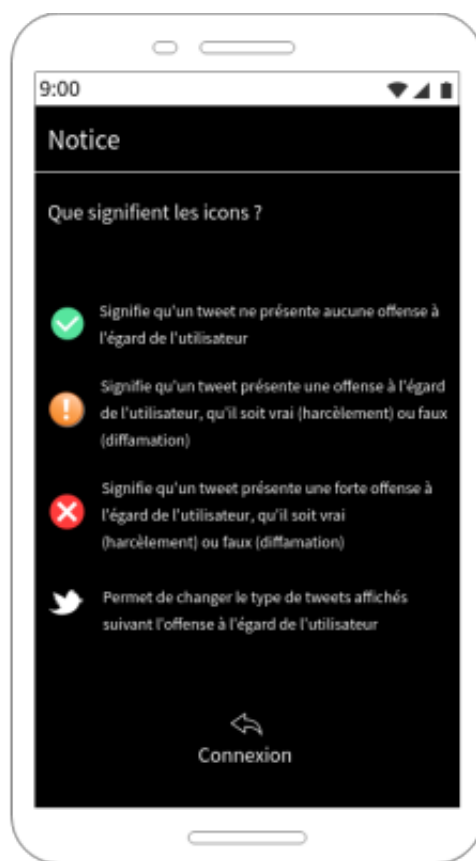 9:00
Notice
Que signifient les icons ?
Signifie qu'un tweet ne présente aucune offense à
l'égard de l'utilisateur
Signifie qu'un tweet présente une offense à l'égard
de l'utilisateur, qu'il soit vrai (harcèlement) ou faux
(diffamation)
Signifie qu'un tweet présente une forte offense à
l'égard de l'utilisateur, qu'il soit vrai
(harcèlement) ou faux (diffamation)
Permet de changer le type de tweets affichés
suivant l'offense à l'égard de l'utilisateur
Connexion